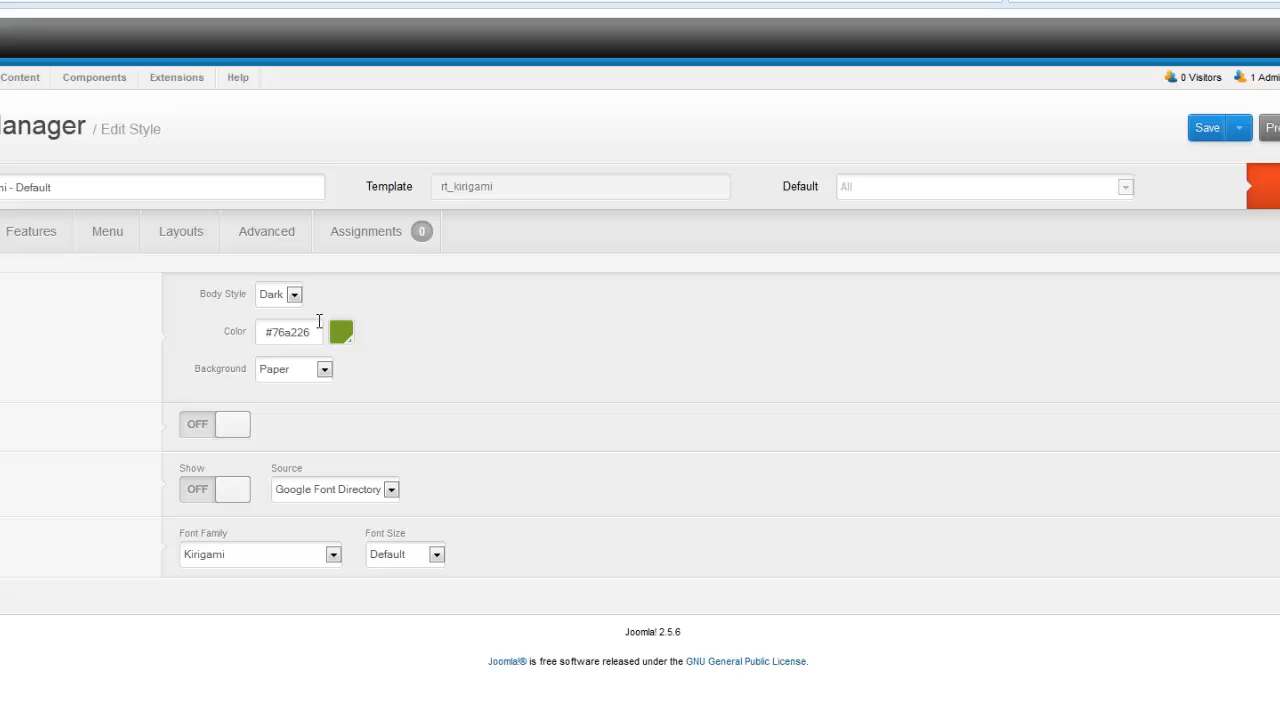 Content Components Extensions Help 0 Visitors 1 Admi
lanager / Edit Style Save Pre
mi - Default Template rt_kirigami Default All
Features Menu Layouts Advanced Assignments 0
Body Style Dark
Color #76a226
Background Paper
OFF
Show Source
OFF Google Font Directory
Font Family Font Size
Kirigami Default
Joomla! 2.5.6
Joomla!® is free software released under the GNU General Public License.